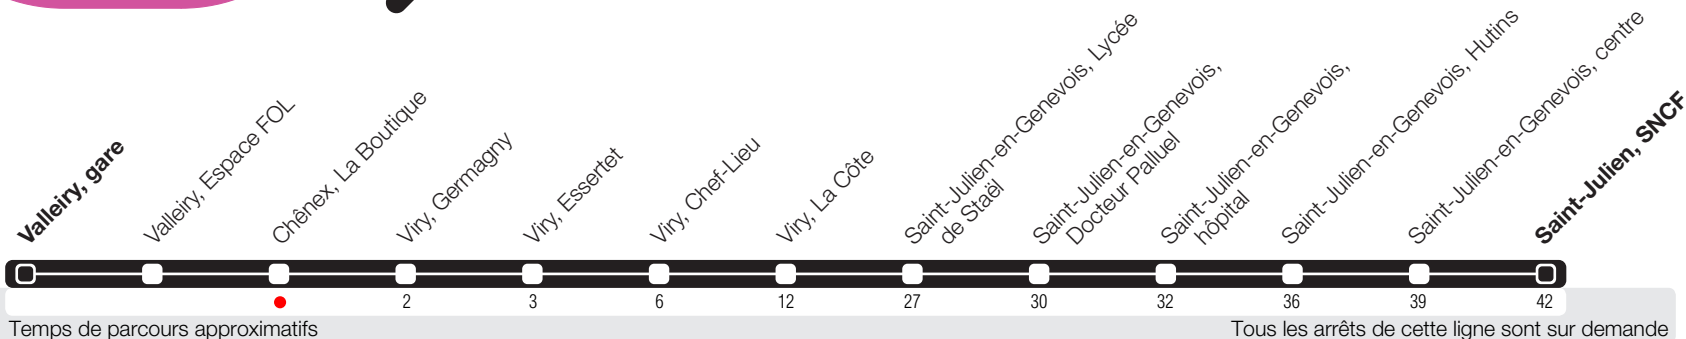 Valleiry, gare
Valleiry, Espace FOL
Chênex, La Boutique
Viry, Germagny
Viry, Essertet
Viry, Chef-Lieu
Viry, La Côte
Saint-Julien-en-Genevois, Lycée
de Staël
Saint-Julien-en-Genevois,
Docteur Palluel
Saint-Julien-en-Genevois,
hôpital
Saint-Julien-en-Genevois, Hutins
Saint-Julien-en-Genevois, centre
Saint-Julien, SNCF
2 3 6 12 27 30 32 36 39 42
Temps de parcours approximatifs
Tous les arrêts de cette ligne sont sur demande